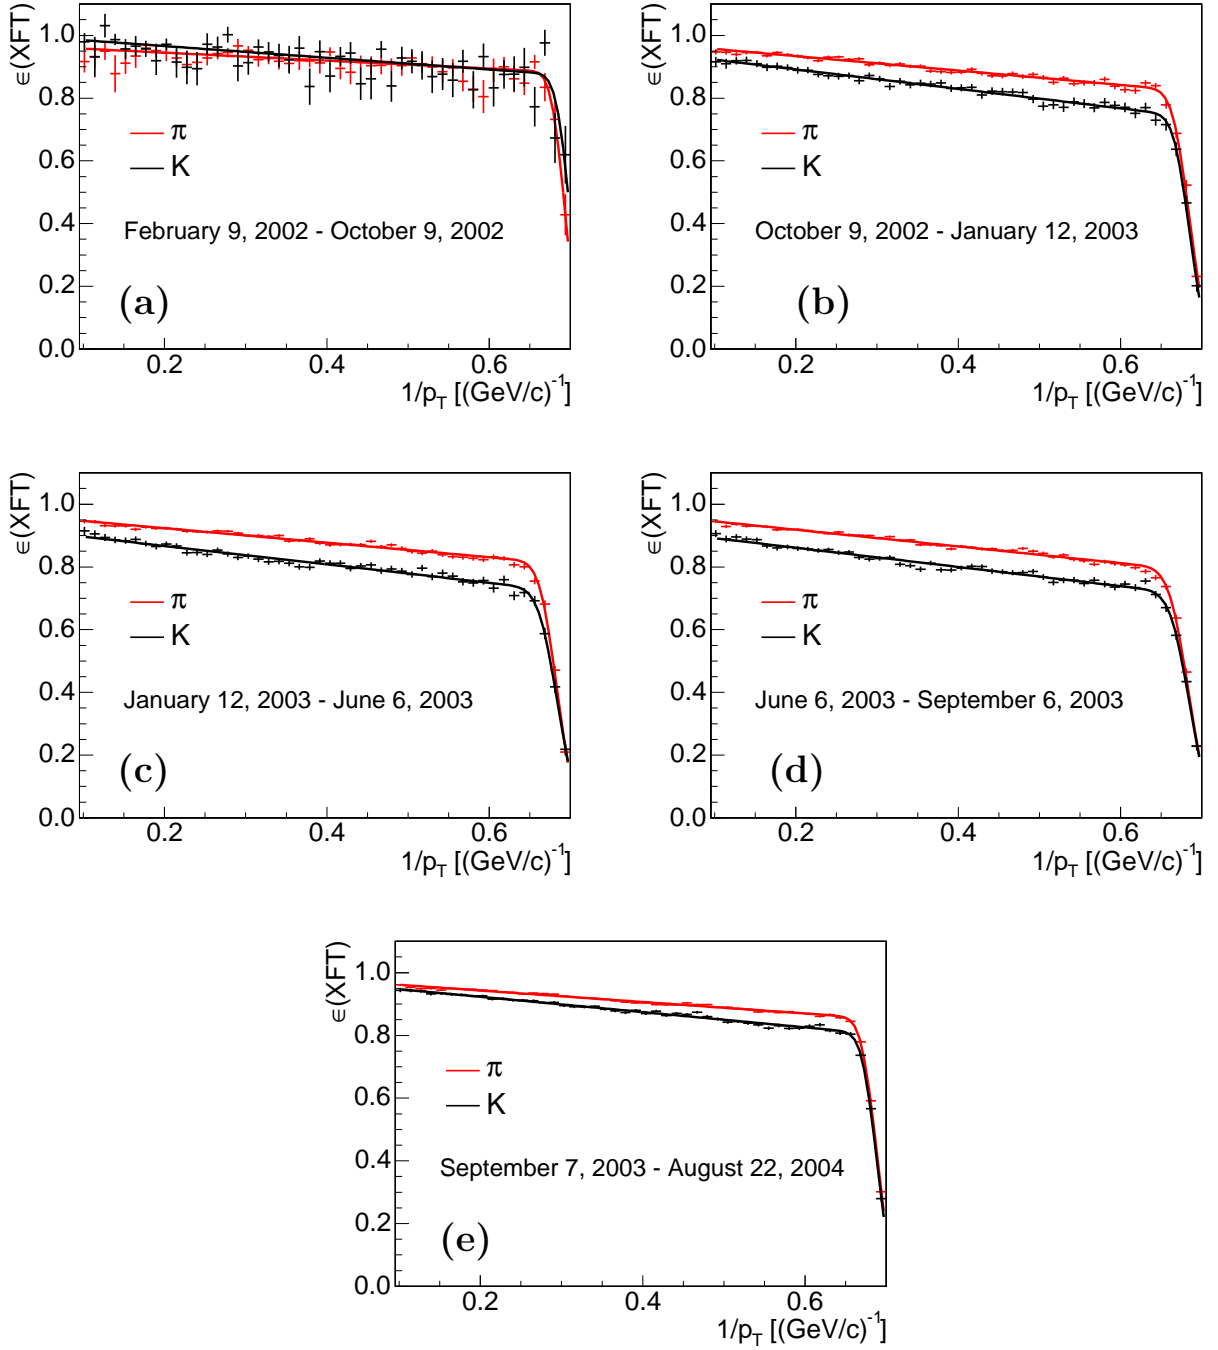 ϵ(XFT)
1.0
0.8
0.6
0.4
0.2
0.0
π
K
February 9, 2002 - October 9, 2002
(a)
0.2 0.4 0.6
1/p_T [(GeV/c)^-1]
ϵ(XFT)
1.0
0.8
0.6
0.4
0.2
0.0
π
K
October 9, 2002 - January 12, 2003
(b)
0.2 0.4 0.6
1/p_T [(GeV/c)^-1]
ϵ(XFT)
1.0
0.8
0.6
0.4
0.2
0.0
π
K
January 12, 2003 - June 6, 2003
(c)
0.2 0.4 0.6
1/p_T [(GeV/c)^-1]
ϵ(XFT)
1.0
0.8
0.6
0.4
0.2
0.0
π
K
June 6, 2003 - September 6, 2003
(d)
0.2 0.4 0.6
1/p_T [(GeV/c)^-1]
ϵ(XFT)
1.0
0.8
0.6
0.4
0.2
0.0
π
K
September 7, 2003 - August 22, 2004
(e)
0.2 0.4 0.6
1/p_T [(GeV/c)^-1]